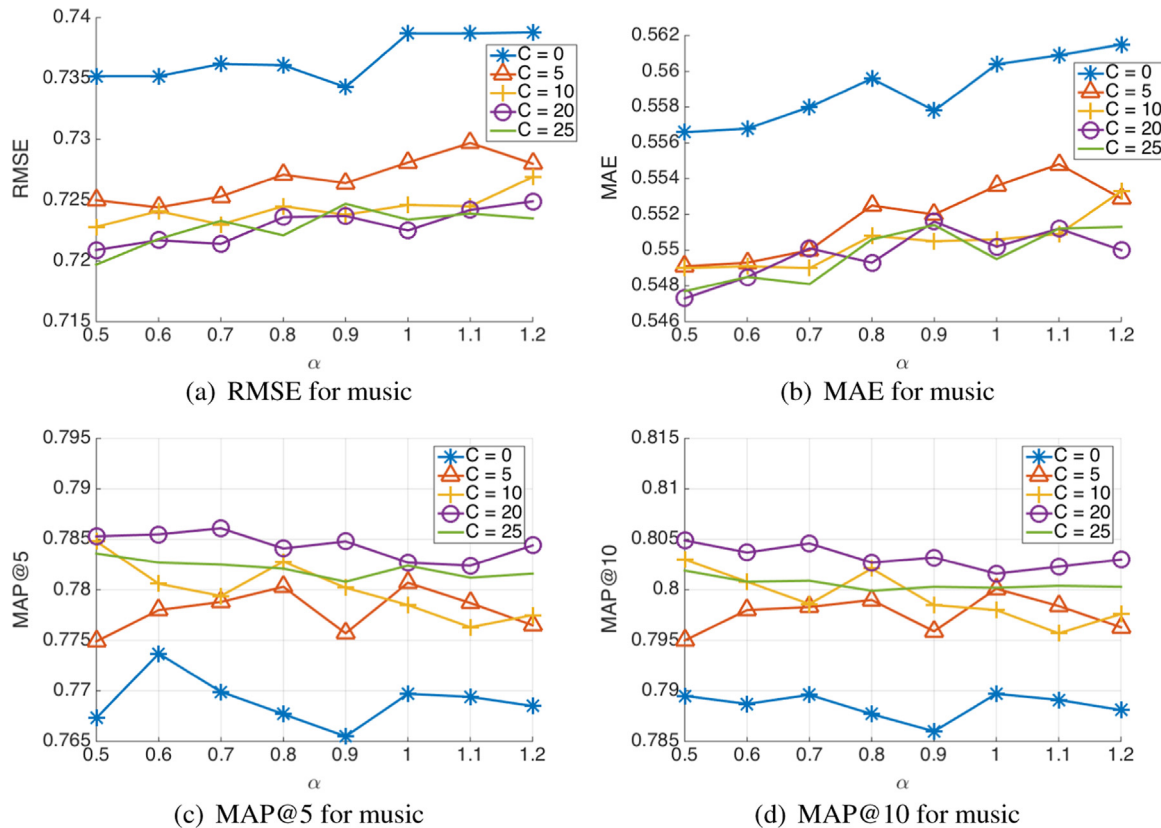 0.74
0.735
0.73
0.725
0.72
0.715
RMSE
0.5 0.6 0.7 0.8 0.9 1 1.1 1.2
α
C = 0
C = 5
C = 10
C = 20
C = 25
(a) RMSE for music
0.562
0.56
0.558
0.556
0.554
0.552
0.55
0.548
0.546
MAE
0.5 0.6 0.7 0.8 0.9 1 1.1 1.2
α
C = 0
C = 5
C = 10
C = 20
C = 25
(b) MAE for music
0.795
0.79
0.785
0.78
0.775
0.77
0.765
MAP@5
0.5 0.6 0.7 0.8 0.9 1 1.1 1.2
α
C = 0
C = 5
C = 10
C = 20
C = 25
(c) MAP@5 for music
0.815
0.81
0.805
0.8
0.795
0.79
0.785
MAP@10
0.5 0.6 0.7 0.8 0.9 1 1.1 1.2
α
C = 0
C = 5
C = 10
C = 20
C = 25
(d) MAP@10 for music